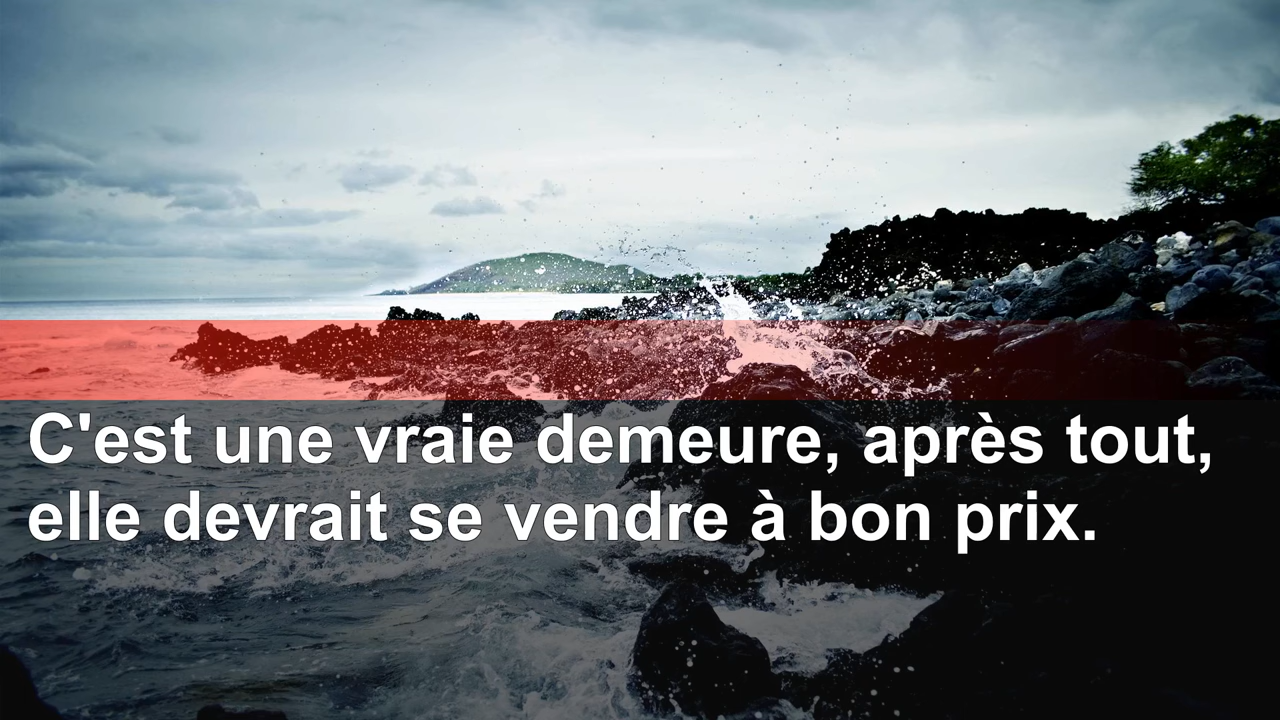 C'est une vraie demeure, après tout,
elle devrait se vendre à bon prix.